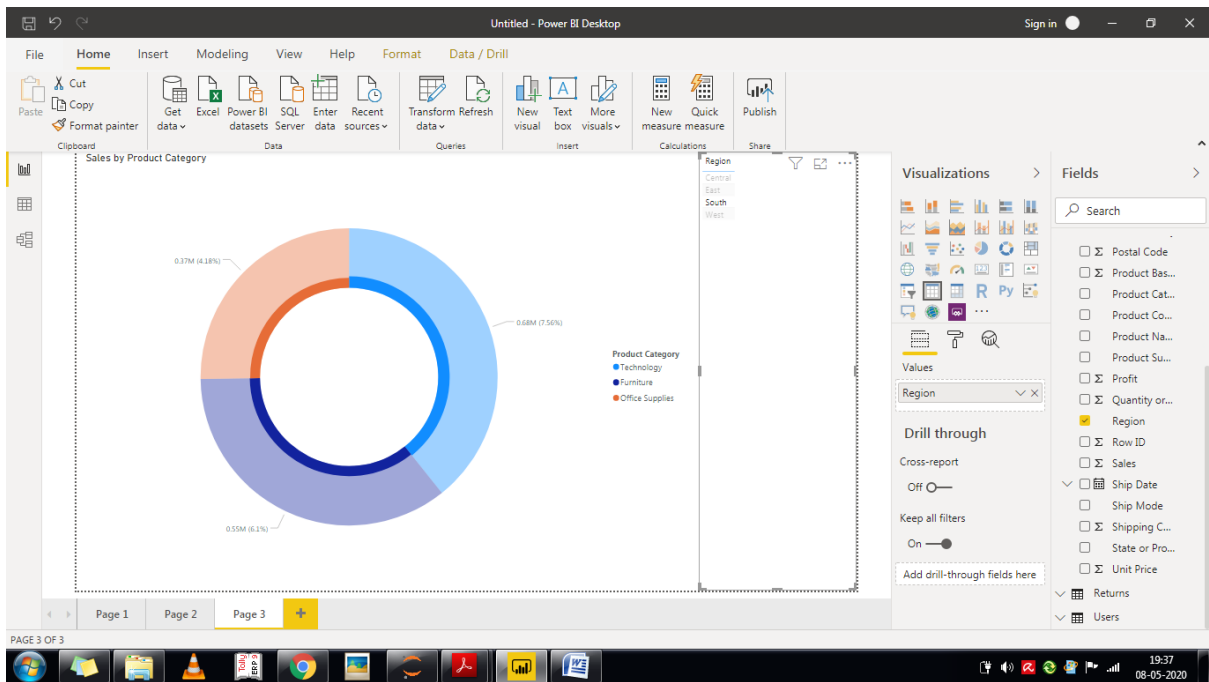 Untitled - Power BI Desktop
Sign in
File Home Insert Modeling View Help Format Data / Drill
Paste
Cut
Copy
Format painter
Clipboard
Get data
Excel
Power BI datasets
SQL Server
Enter data
Recent sources
Data
Transform data
Refresh
Queries
New visual
Text box
More visuals
Insert
New measure
Quick measure
Calculations
Publish
Share
Sales by Product Category
0.37M (4.18%)
0.68M (7.56%)
0.55M (6.1%)
Product Category
Technology
Furniture
Office Supplies
Region
Central
East
South
West
Visualizations
R Py
Values
Region
Drill through
Cross-report
Off
Keep all filters
On
Add drill-through fields here
Fields
Search
Σ Postal Code
Σ Product Bas...
Product Cat...
Product Co...
Product Na...
Product Su...
Σ Profit
Σ Quantity or...
Region
Σ Row ID
Σ Sales
Ship Date
Ship Mode
Σ Shipping C...
State or Pro...
Σ Unit Price
Returns
Users
Page 1 Page 2 Page 3
PAGE 3 OF 3
Tally
ERP 9
19:37
08-05-2020